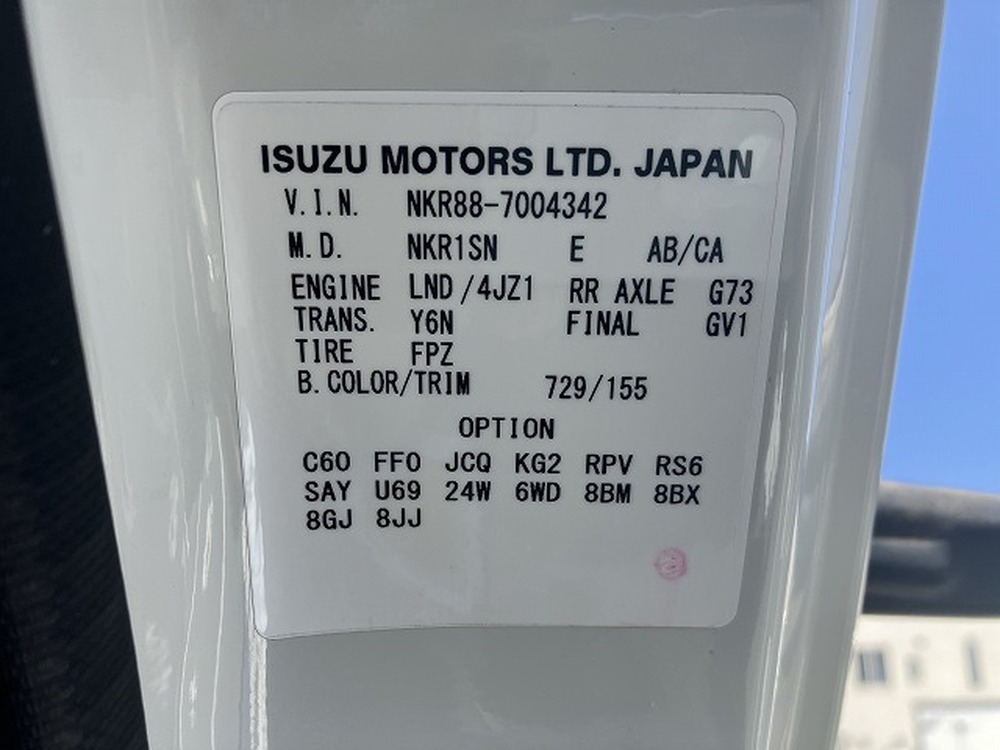 ISUZU MOTORS LTD. JAPAN
V.I.N. NKR88-7004342
M.D. NKR1SN E AB/CA
ENGINE LND/4JZ1 RR AXLE G73
TRANS. Y6N FINAL GV1
TIRE FPZ
B.COLOR/TRIM 729/155
OPTION
C60 FF0 JCQ KG2 RPV RS6
SAY U69 24W 6WD 8BM 8BX
8GJ 8JJ